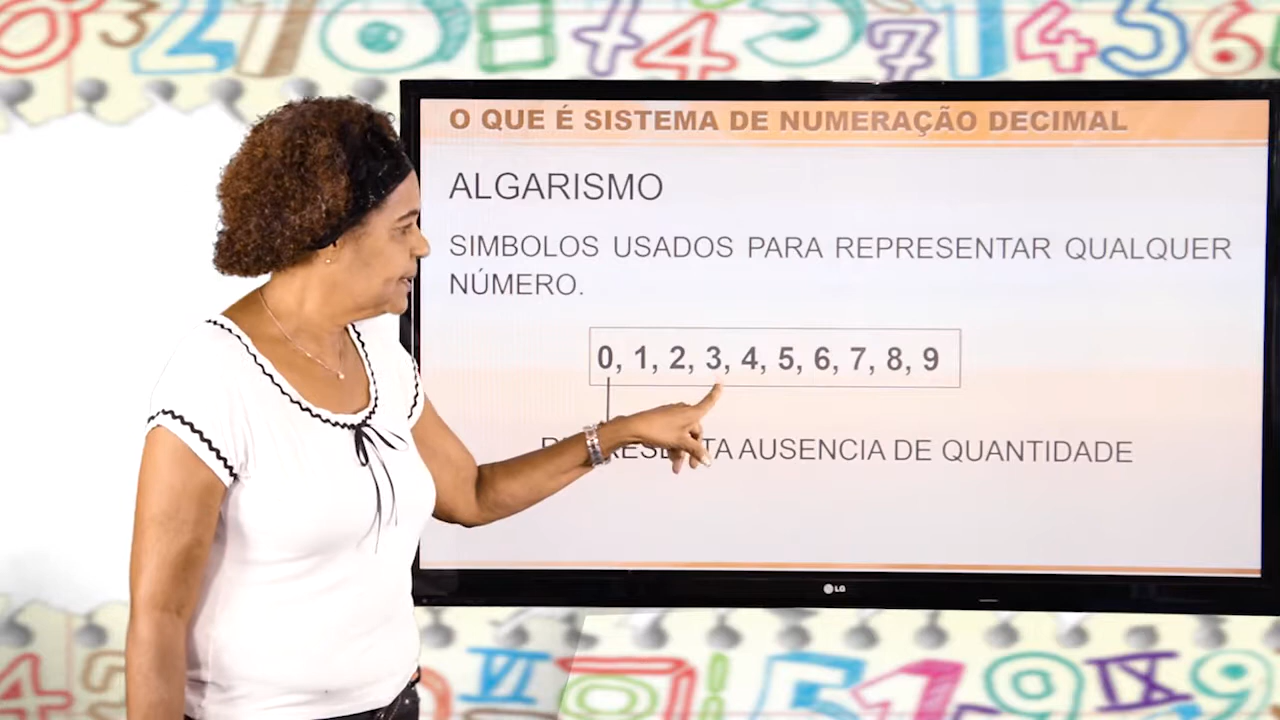 O QUE É SISTEMA DE NUMERAÇÃO DECIMAL
ALGARISMO
SIMBOLOS USADOS PARA REPRESENTAR QUALQUER
NÚMERO.
0, 1, 2, 3, 4, 5, 6, 7, 8, 9
AUSENCIA DE QUANTIDADE
LG